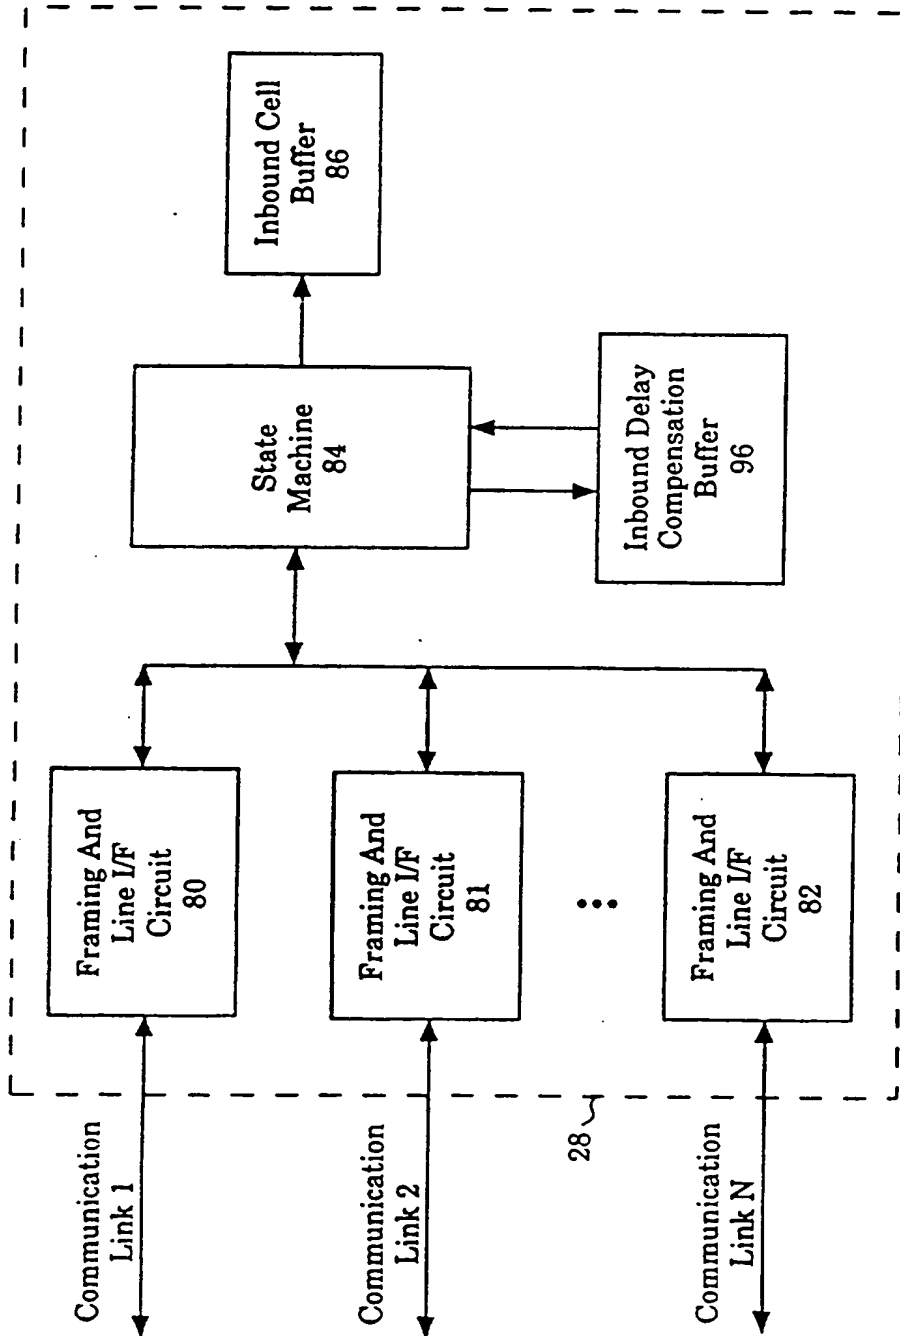 Communication
Link 1
Framing And
Line I/F
Circuit
80
Communication
Link 2
Framing And
Line I/F
Circuit
81
Communication
Link N
Framing And
Line I/F
Circuit
82
28
State
Machine
84
Inbound Cell
Buffer
86
Inbound Delay
Compensation
Buffer
96